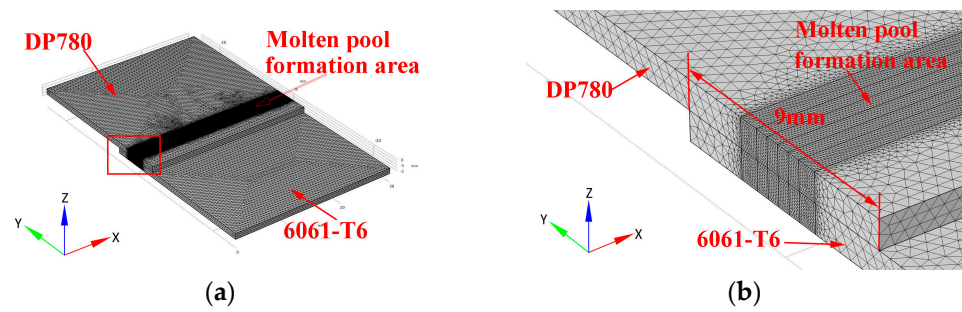 DP780
Molten pool
formation area
6061-T6
Z
Y
X
(a)
Molten pool
formation area
DP780
9mm
6061-T6
Z
Y
X
(b)